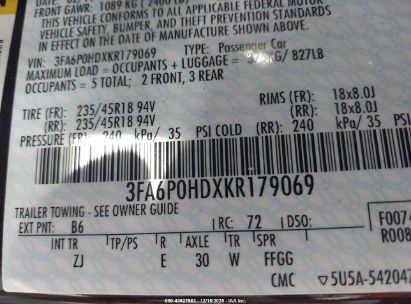 FRONT GAWR: 1089 KG (2400 LB)
THIS VEHICLE CONFORMS TO ALL APPLICABLE FEDERAL MOTOR
VEHICLE SAFETY, BUMPER, AND THEFT PREVENTION STANDARDS
IN EFFECT ON THE DATE OF MANUFACTURE SHOWN ABOVE.
VIN: 3FA6P0HDXKR179069 TYPE: Passenger Car
MAXIMUM LOAD = OCCUPANTS + LUGGAGE = 375KG/ 827LB
OCCUPANTS = 5 TOTAL; 2 FRONT, 3 REAR
TIRE (FR): 235/45R18 94V RIMS (FR): 18x8.0J
(RR): 235/45R18 94V (RR): 18x8.0J
PRESSURE (FR): 240 kPa/ 35 PSI COLD (RR): 240 kPa/ 35 PSI
3FA6P0HDXKR179069
TRAILER TOWING - SEE OWNER GUIDE
EXT PNT: B6 RC: 72 DSO:
INT TR TP/PS R AXLE TR SPR
ZJ E 30 W FFGG
F007
R008
CMC ▽5U5A-542047